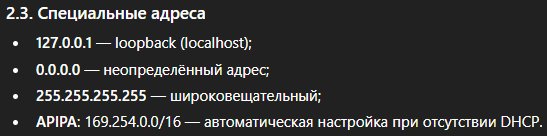 2.3. Специальные адреса
• 127.0.0.1 — loopback (localhost);
• 0.0.0.0 — неопределённый адрес;
• 255.255.255.255 — широковещательный;
• APIPA: 169.254.0.0/16 — автоматическая настройка при отсутствии DHCP.